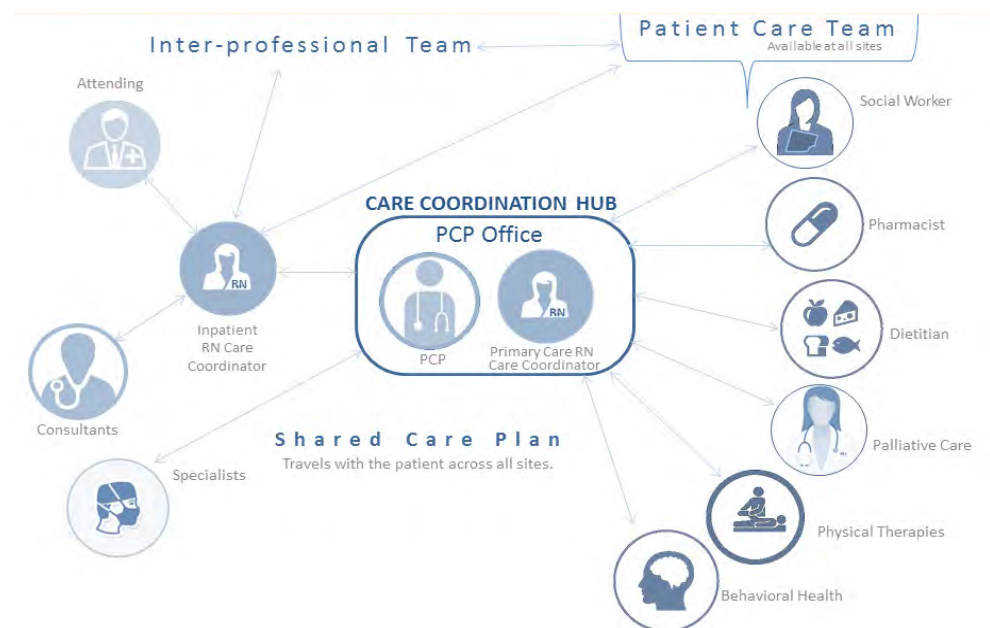 Inter-professional Team
Patient Care Team
Available at all sites
Attending
Social Worker
CARE COORDINATION HUB
PCP Office
Pharmacist
RN
RN
Inpatient
RN Care
Coordinator
PCP
Primary Care RN
Care Coordinator
Dietitian
Consultants
Shared Care Plan
Travels with the patient across all sites.
Palliative Care
Specialists
Physical Therapies
Behavioral Health